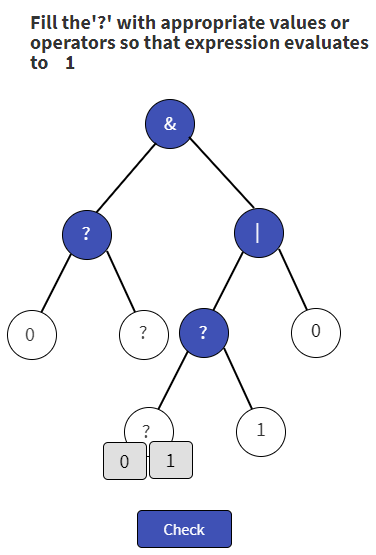 Fill the'?' with appropriate values or
operators so that expression evaluates
to 1
&
?
|
0
?
?
0
?
1
0
1
Check